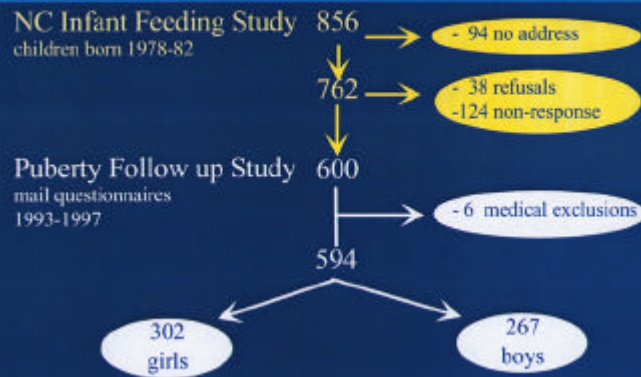 NC Infant Feeding Study 856
children born 1978-82
- 94 no address
762
- 38 refusals
-124 non-response
Puberty Follow up Study 600
mail questionnaires
1993-1997
- 6 medical exclusions
594
302
girls
267
boys